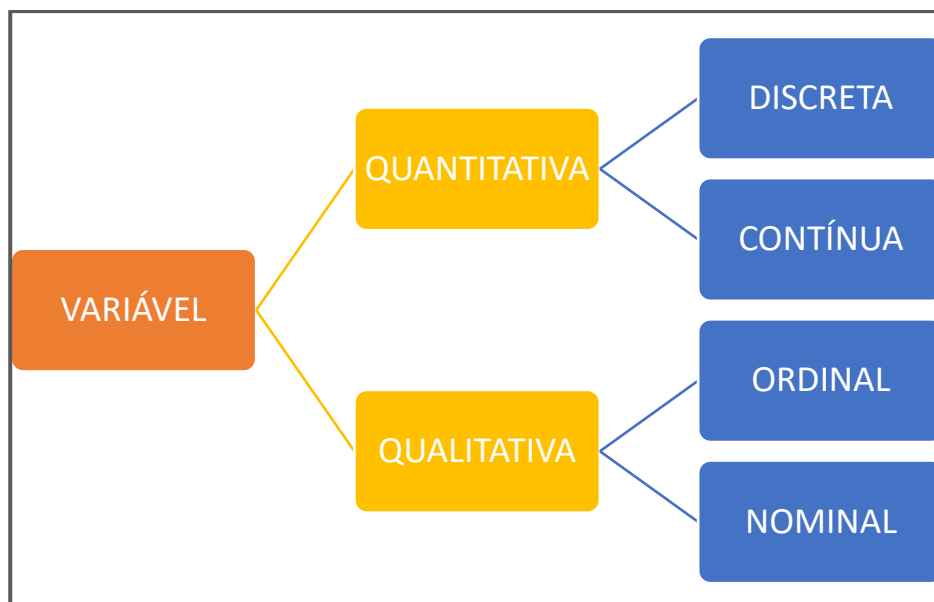 VARIÁVEL
QUANTITATIVA
DISCRETA
CONTÍNUA
QUALITATIVA
ORDINAL
NOMINAL